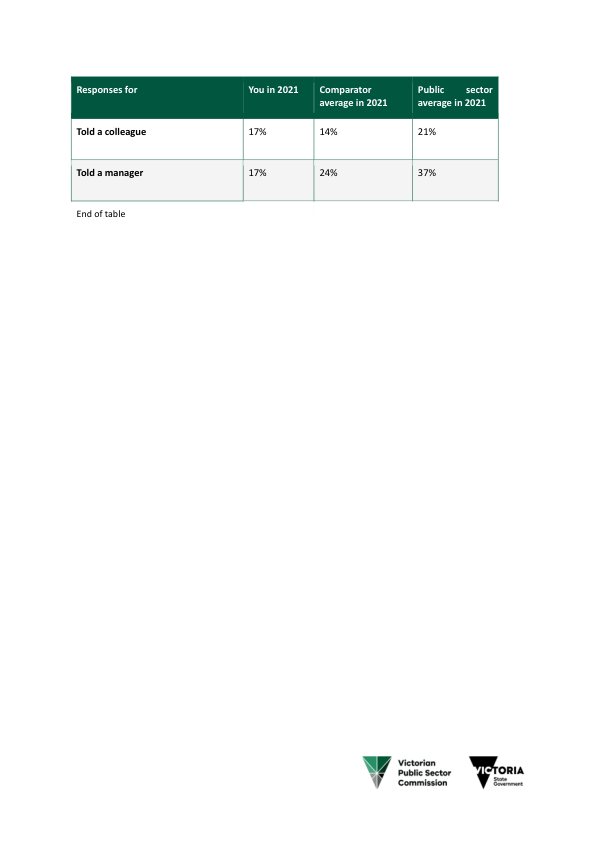 Responses for You in 2021 Comparator average in 2021 Public sector average in 2021
Told a colleague 17% 14% 21%
Told a manager 17% 24% 37%
End of table
Victorian
Public Sector
Commission
VICTORIA
State
Government